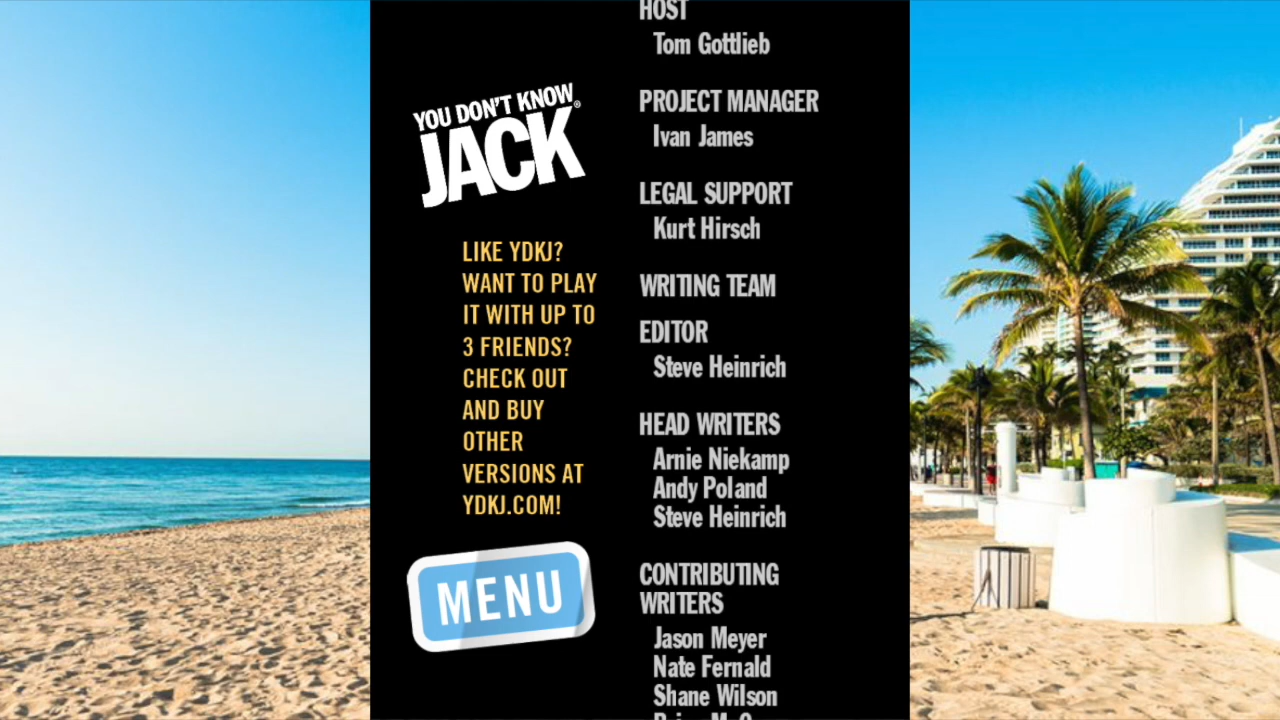 YOU DON'T KNOW
JACK®
LIKE YDKJ?
WANT TO PLAY
IT WITH UP TO
3 FRIENDS?
CHECK OUT
AND BUY
OTHER
VERSIONS AT
YDKJ.COM!
MENU
HOST
Tom Gottlieb
PROJECT MANAGER
Ivan James
LEGAL SUPPORT
Kurt Hirsch
WRITING TEAM
EDITOR
Steve Heinrich
HEAD WRITERS
Arnie Niekamp
Andy Poland
Steve Heinrich
CONTRIBUTING
WRITERS
Jason Meyer
Nate Fernald
Shane Wilson